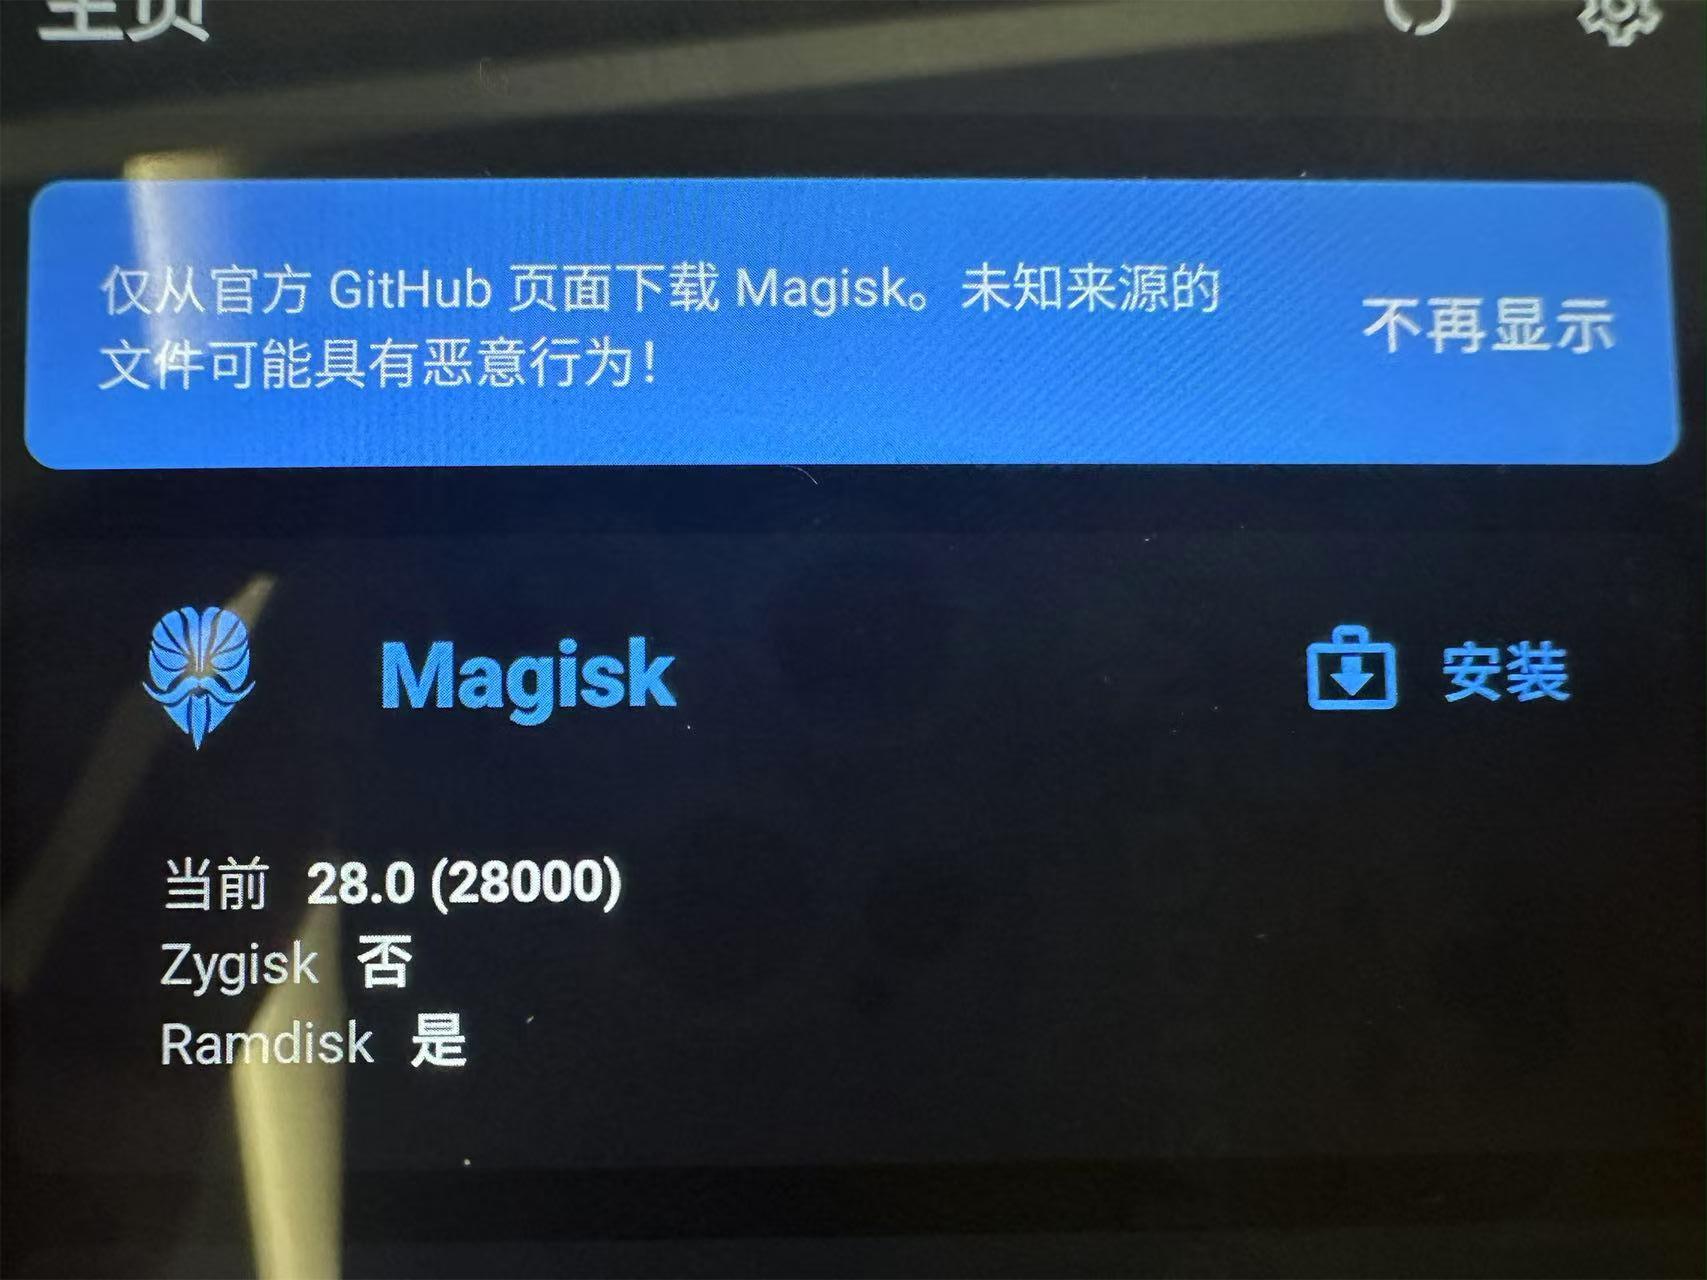 主页
仅从官方 GitHub 页面下载 Magisk。未知来源的
文件可能具有恶意行为！
不再显示
Magisk
安装
当前 28.0 (28000)
Zygisk 否
Ramdisk 是